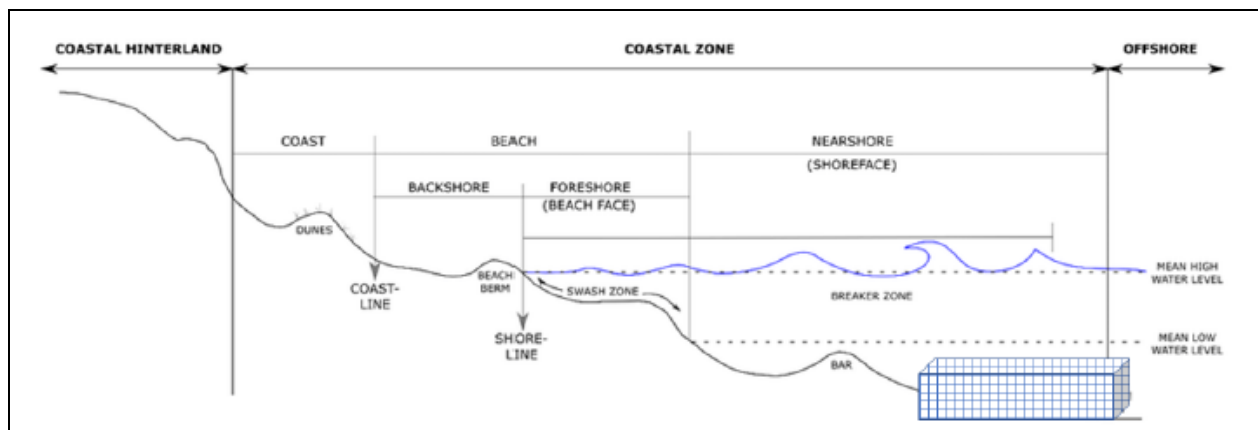 COASTAL HINTERLAND
COASTAL ZONE
OFFSHORE
COAST
BEACH
NEARSHORE
(SHOREFACE)
BACKSHORE
FORESHORE
(BEACH FACE)
DUNES
COAST-
LINE
BEACH
BERM
SWASH ZONE
SHORE-
LINE
BREAKER ZONE
BAR
MEAN HIGH
WATER LEVEL
MEAN LOW
WATER LEVEL